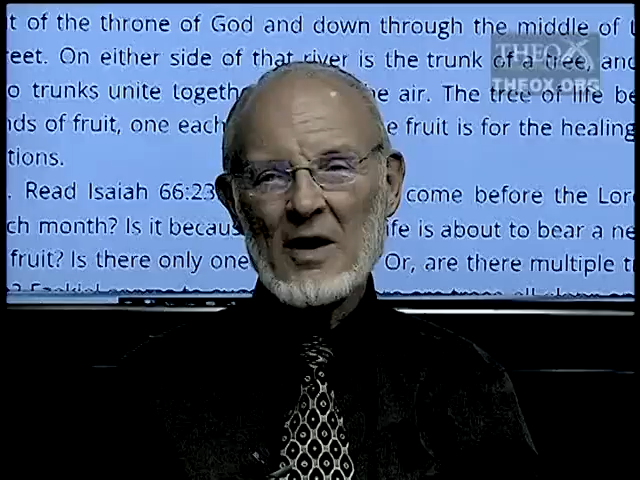 t of the throne of God and down through the middle of
reet. On either side of that river is the trunk of a tree, and
o trunks unite togeth e air. The tree of life be
nds of fruit, one each e fruit is for the healing
tions.
. Read Isaiah 66:23 come before the Lor
ch month? Is it becaus ife is about to bear a ne
fruit? Is there only one Or, are there multiple t
THEOX
THEOX.ORG